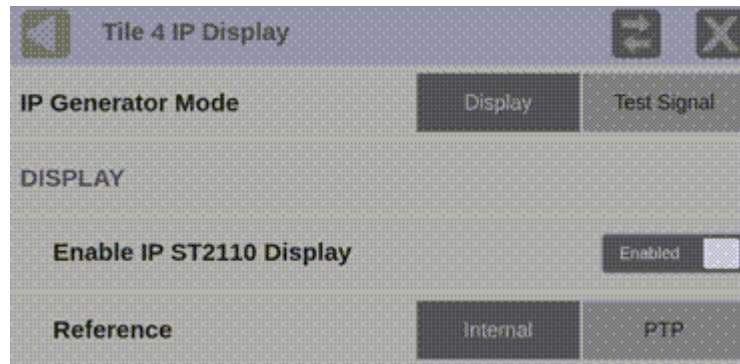 Tile 4 IP Display
IP Generator Mode Display Test Signal
DISPLAY
Enable IP ST2110 Display Enabled
Reference Internal PTP